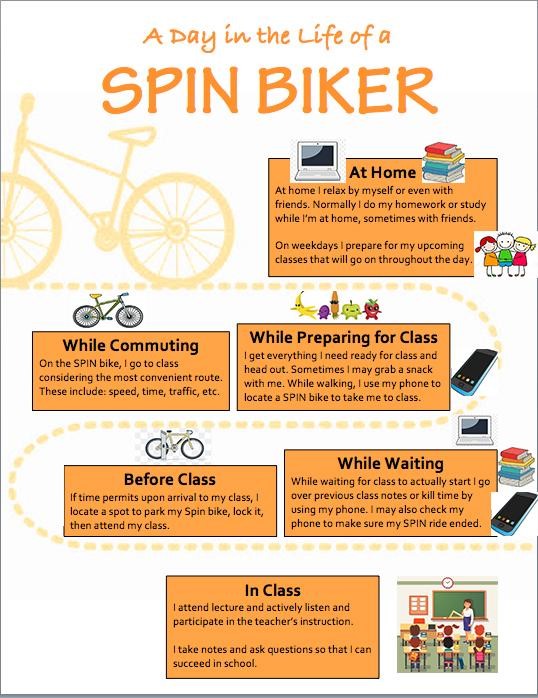 A Day in the Life of a
SPIN BIKER
At Home
At home I relax by myself or even with
friends. Normally I do my homework or study
while I'm at home, sometimes with friends.
On weekdays I prepare for my upcoming
classes that will go on throughout the day.
While Preparing for Class
I get everything I need ready for class and
head out. Sometimes I may grab a snack
with me. While walking, I use my phone to
locate a SPIN bike to take me to class.
While Commuting
On the SPIN bike, I go to class
considering the most convenient route.
These include: speed, time, traffic, etc.
Before Class
If time permits upon arrival to my class, I
locate a spot to park my Spin bike, lock it,
then attend my class.
While Waiting
While waiting for class to actually start I go
over previous class notes or kill time by
using my phone. I may also check my
phone to make sure my SPIN ride ended.
In Class
I attend lecture and actively listen and
participate in the teacher's instruction.
I take notes and ask questions so that I can
succeed in school.